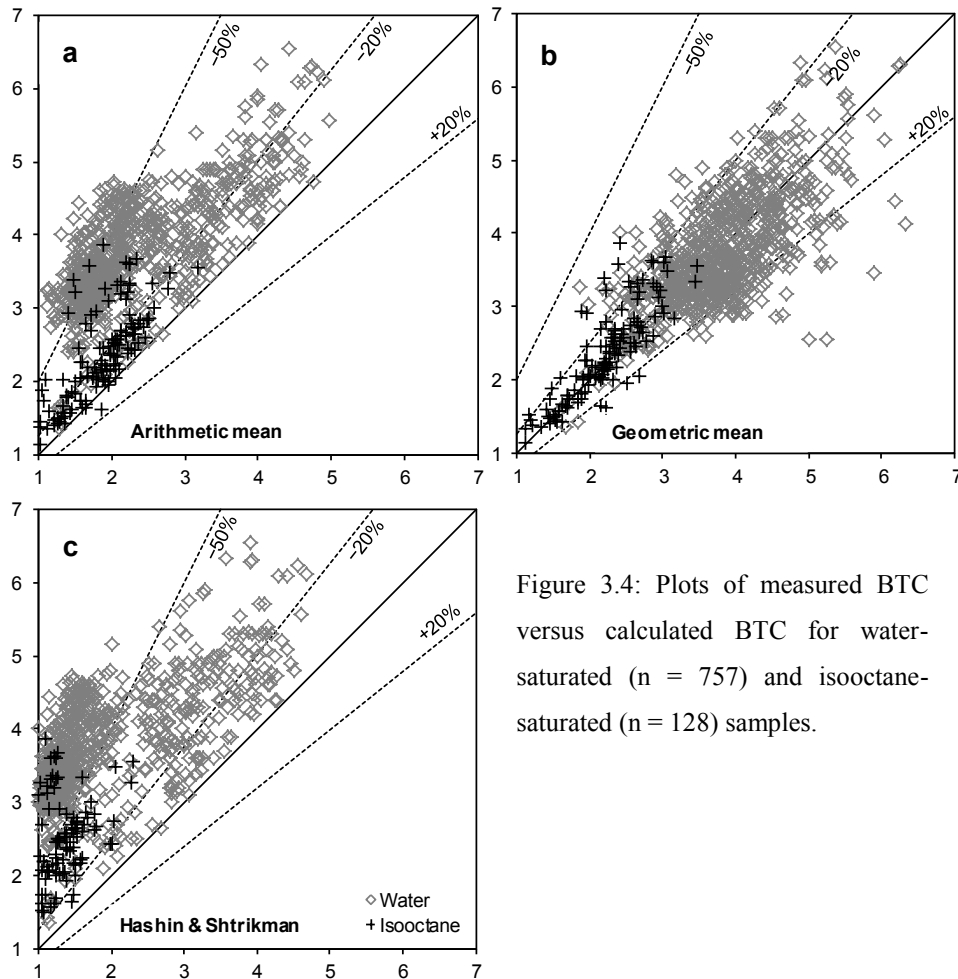 7
6
5
4
3
2
1
a
−50%
−20%
+20%
Arithmetic mean
1 2 3 4 5 6 7
7
6
5
4
3
2
1
b
−50%
−20%
+20%
Geometric mean
1 2 3 4 5 6 7
7
6
5
4
3
2
1
c
−50%
−20%
+20%
Water
Isooctane
Hashin & Shtrikman
1 2 3 4 5 6 7
Figure 3.4: Plots of measured BTC
versus calculated BTC for water-
saturated (n = 757) and isooctane-
saturated (n = 128) samples.